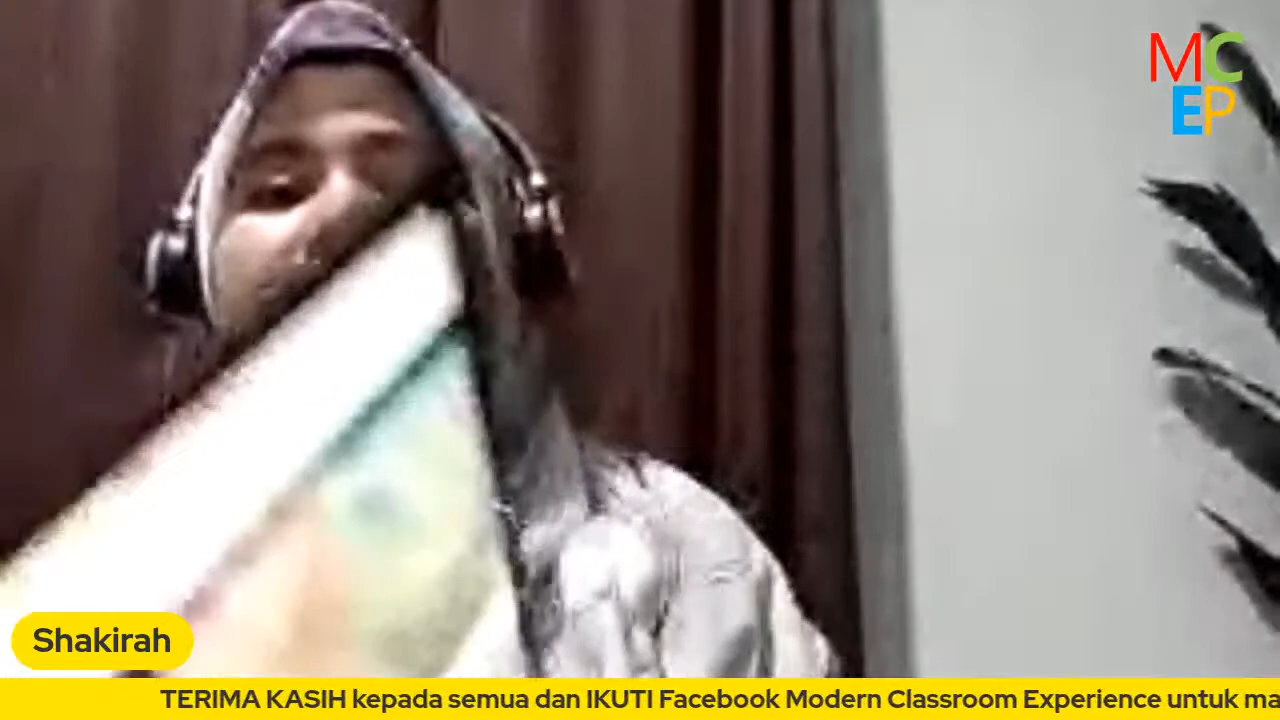 MC
EP
Shakirah
TERIMA KASIH kepada semua dan IKUTI Facebook Modern Classroom Experience untuk ma